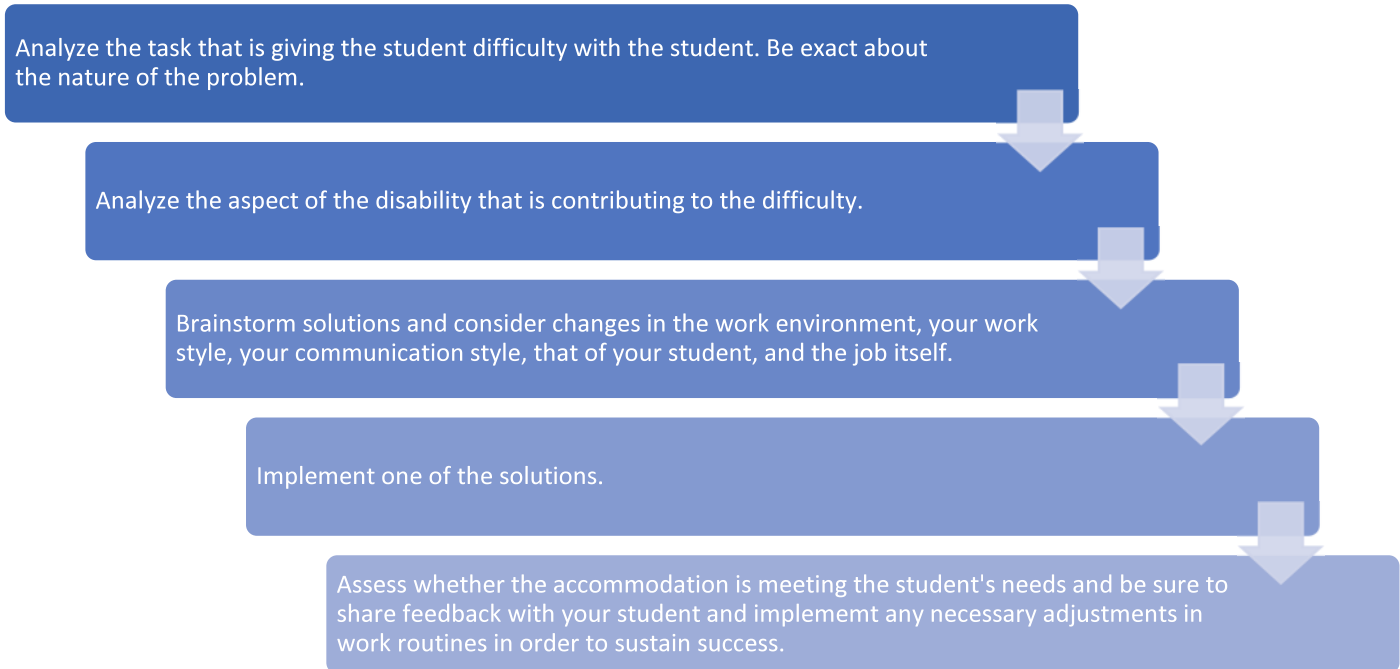 Analyze the task that is giving the student difficulty with the student. Be exact about
the nature of the problem.
Analyze the aspect of the disability that is contributing to the difficulty.
Brainstorm solutions and consider changes in the work environment, your work
style, your communication style, that of your student, and the job itself.
Implement one of the solutions.
Assess whether the accommodation is meeting the student's needs and be sure to
share feedback with your student and implememt any necessary adjustments in
work routines in order to sustain success.